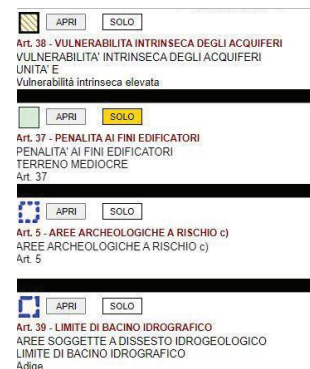 APRI SOLO
Art. 38 - VULNERABILITA INTRINSECA DEGLI ACQUIFERI
VULNERABILITA' INTRINSECA DEGLI ACQUIFERI
UNITA' E
Vulnerabilità intrinseca elevata
APRI SOLO
Art. 37 - PENALITA AI FINI EDIFICATORI
PENALITA' AI FINI EDIFICATORI
TERRENO MEDIOCRE
Art. 37
APRI SOLO
Art. 5 - AREE ARCHEOLOGICHE A RISCHIO c)
AREE ARCHEOLOGICHE A RISCHIO c)
Art. 5
APRI SOLO
Art. 39 - LIMITE DI BACINO IDROGRAFICO
AREE SOGGETTE A DISSESTO IDROGEOLOGICO
LIMITE DI BACINO IDROGRAFICO
Adige